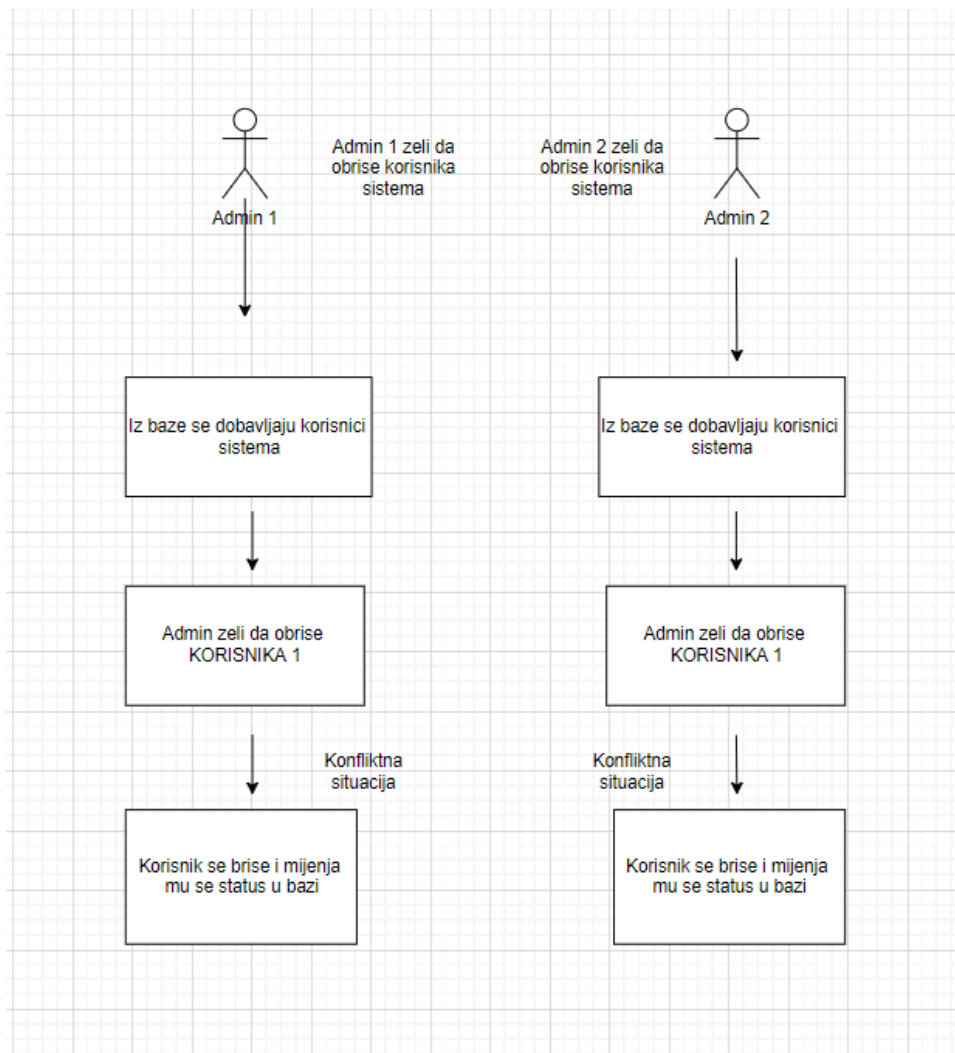 Admin 1 zeli da
obrise korisnika
sistema
Admin 1
Admin 2 zeli da
obrise korisnika
sistema
Admin 2
Iz baze se dobavljaju korisnici
sistema
Iz baze se dobavljaju korisnici
sistema
Admin zeli da obrise
KORISNIKA 1
Admin zeli da obrise
KORISNIKA 1
Konfliktna
situacija
Konfliktna
situacija
Korisnik se brise i mijenja
mu se status u bazi
Korisnik se brise i mijenja
mu se status u bazi